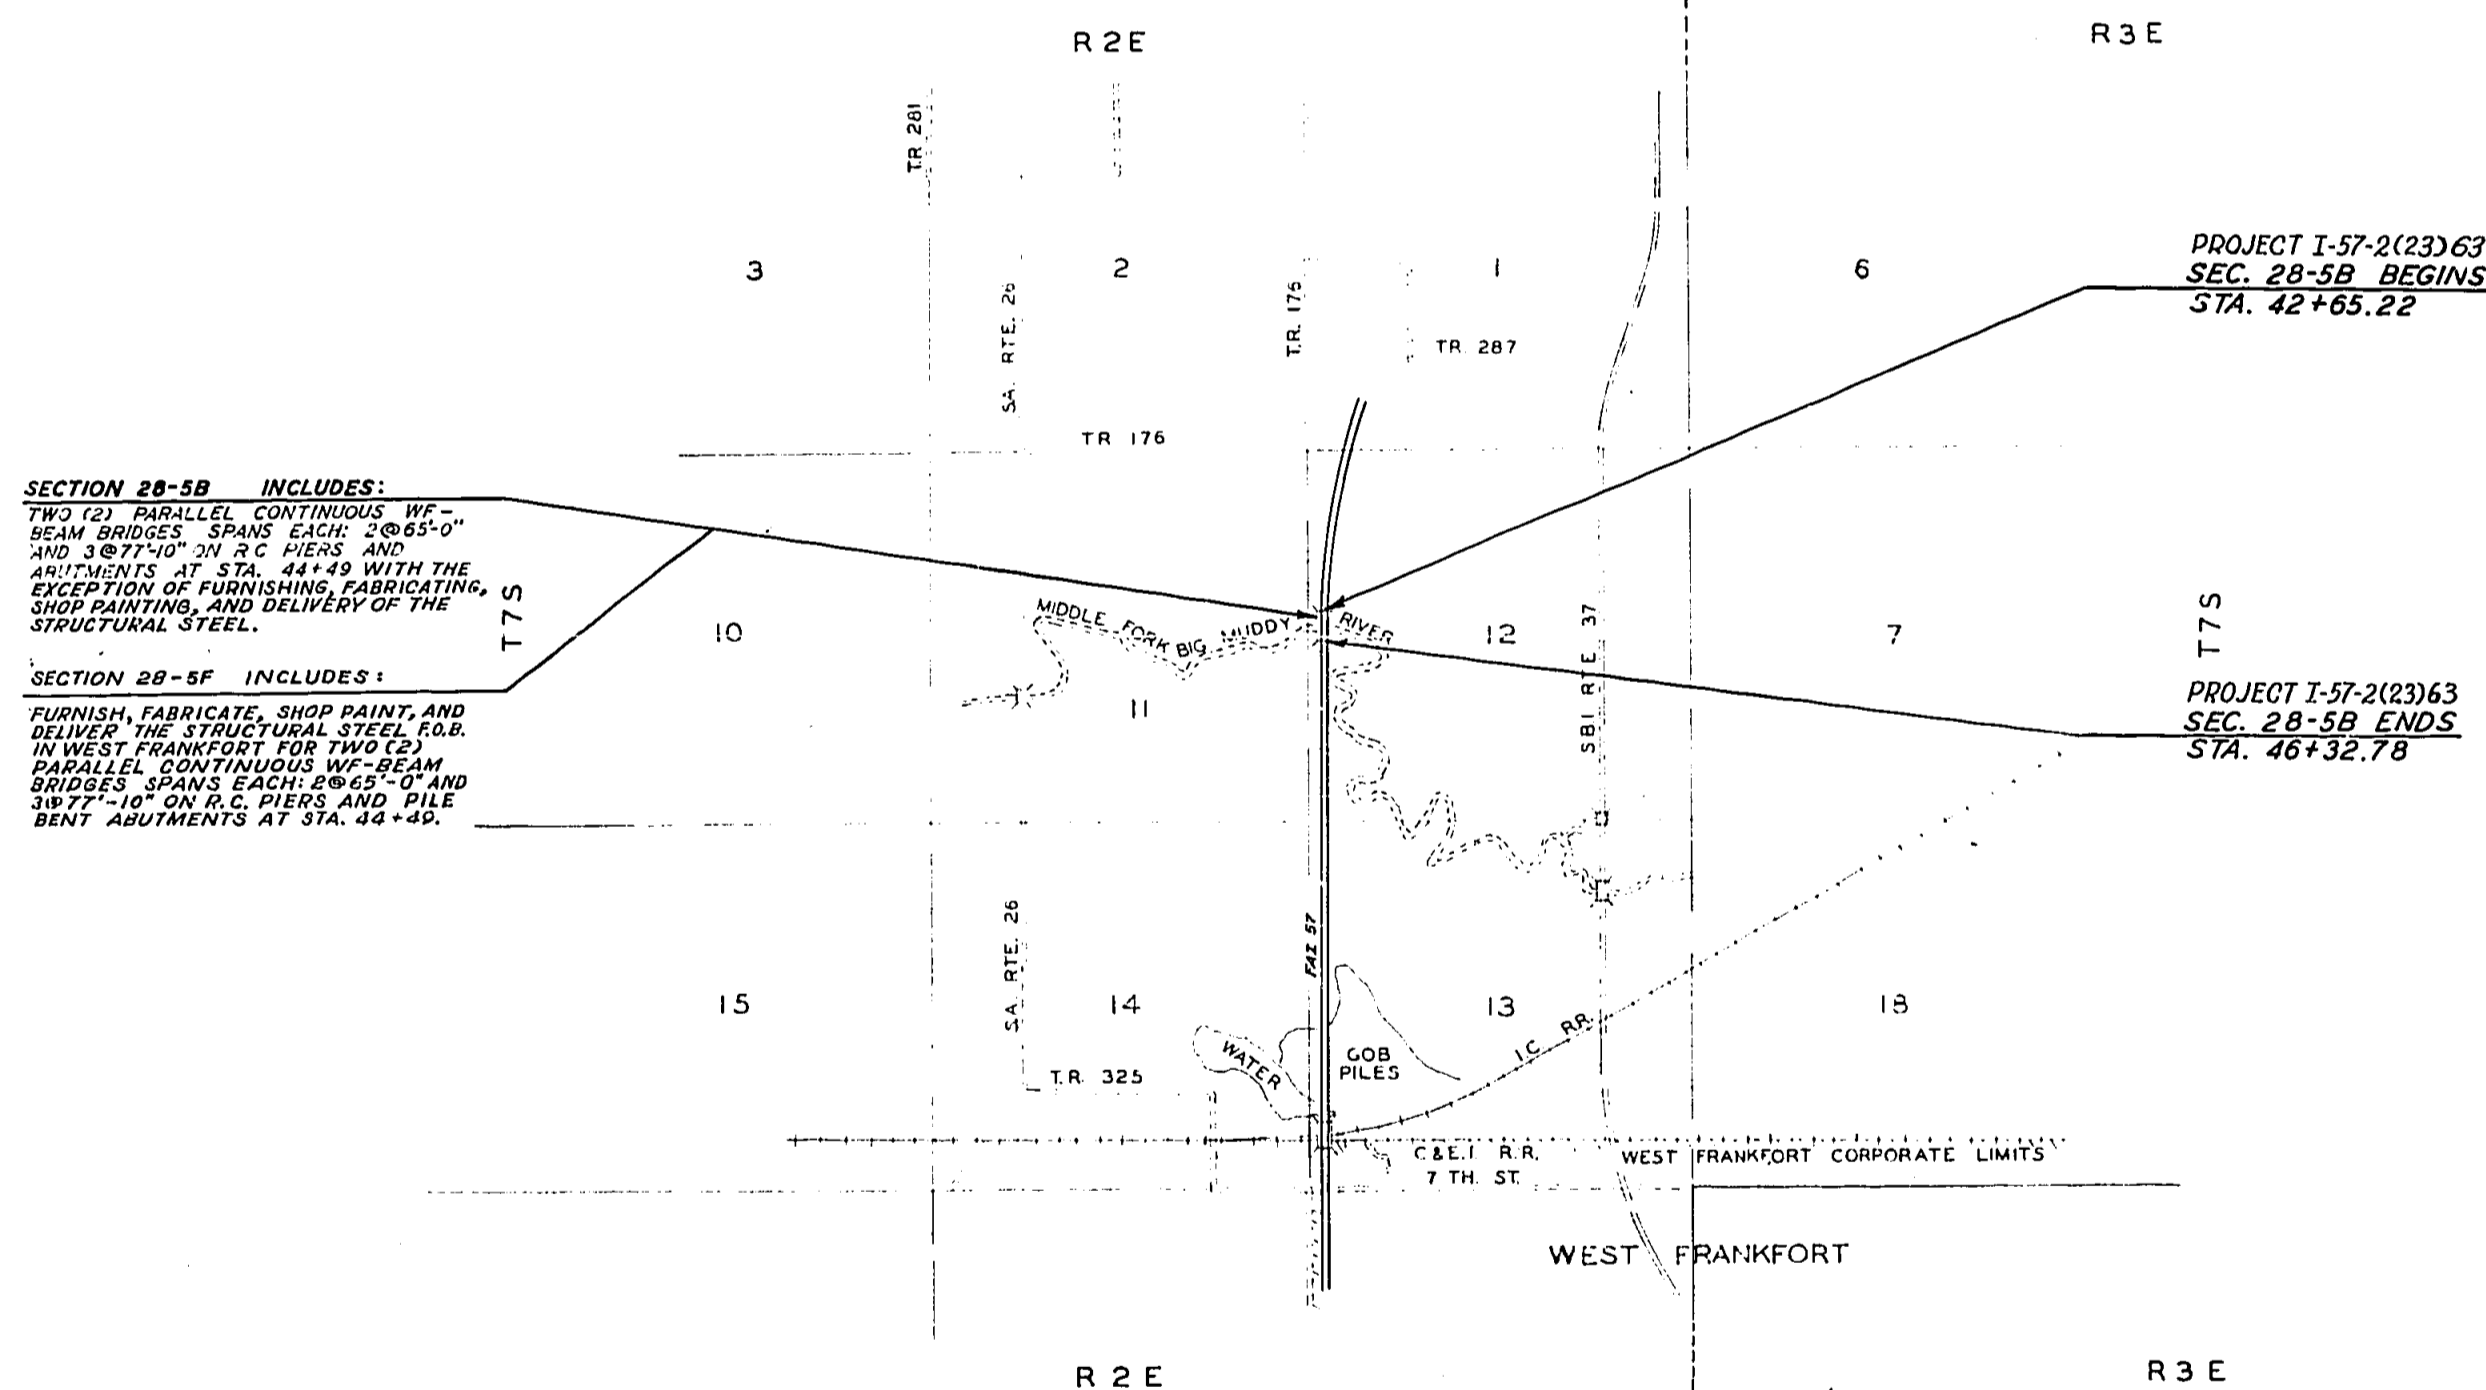 R 2 E
R 3 E
T.R. 281
3
2
1
6
SA. RTE. 26
T.R. 176
TR. 287
PROJECT I-57-2(23)63
SEC. 28-5B BEGINS
STA. 42+65.22
TR 176
SECTION 28-5B INCLUDES:
TWO (2) PARALLEL CONTINUOUS WF-
BEAM BRIDGES SPANS EACH: 2@65'-0"
AND 3@77'-10" ON R C PIERS AND
ABUTMENTS AT STA. 44+49 WITH THE
EXCEPTION OF FURNISHING, FABRICATING,
SHOP PAINTING, AND DELIVERY OF THE
STRUCTURAL STEEL.
T 7 S
10
MIDDLE FORK BIG MUDDY RIVER
12
SBI RTE 37
7
T 7 S
SECTION 28-5F INCLUDES:
FURNISH, FABRICATE, SHOP PAINT, AND
DELIVER THE STRUCTURAL STEEL F.O.B.
IN WEST FRANKFORT FOR TWO (2)
PARALLEL CONTINUOUS WF-BEAM
BRIDGES SPANS EACH: 2@65'-0" AND
3@77'-10" ON R.C. PIERS AND PILE
BENT ABUTMENTS AT STA. 44+49.
11
PROJECT I-57-2(23)63
SEC. 28-5B ENDS
STA. 46+32.78
SA. RTE. 26
FAI 57
15
14
13
18
WATER
GOB
PILES
I.C. R.R.
T.R. 325
C & E.I. R.R.
7 TH. ST.
WEST FRANKFORT CORPORATE LIMITS
WEST FRANKFORT
R 2 E
R 3 E